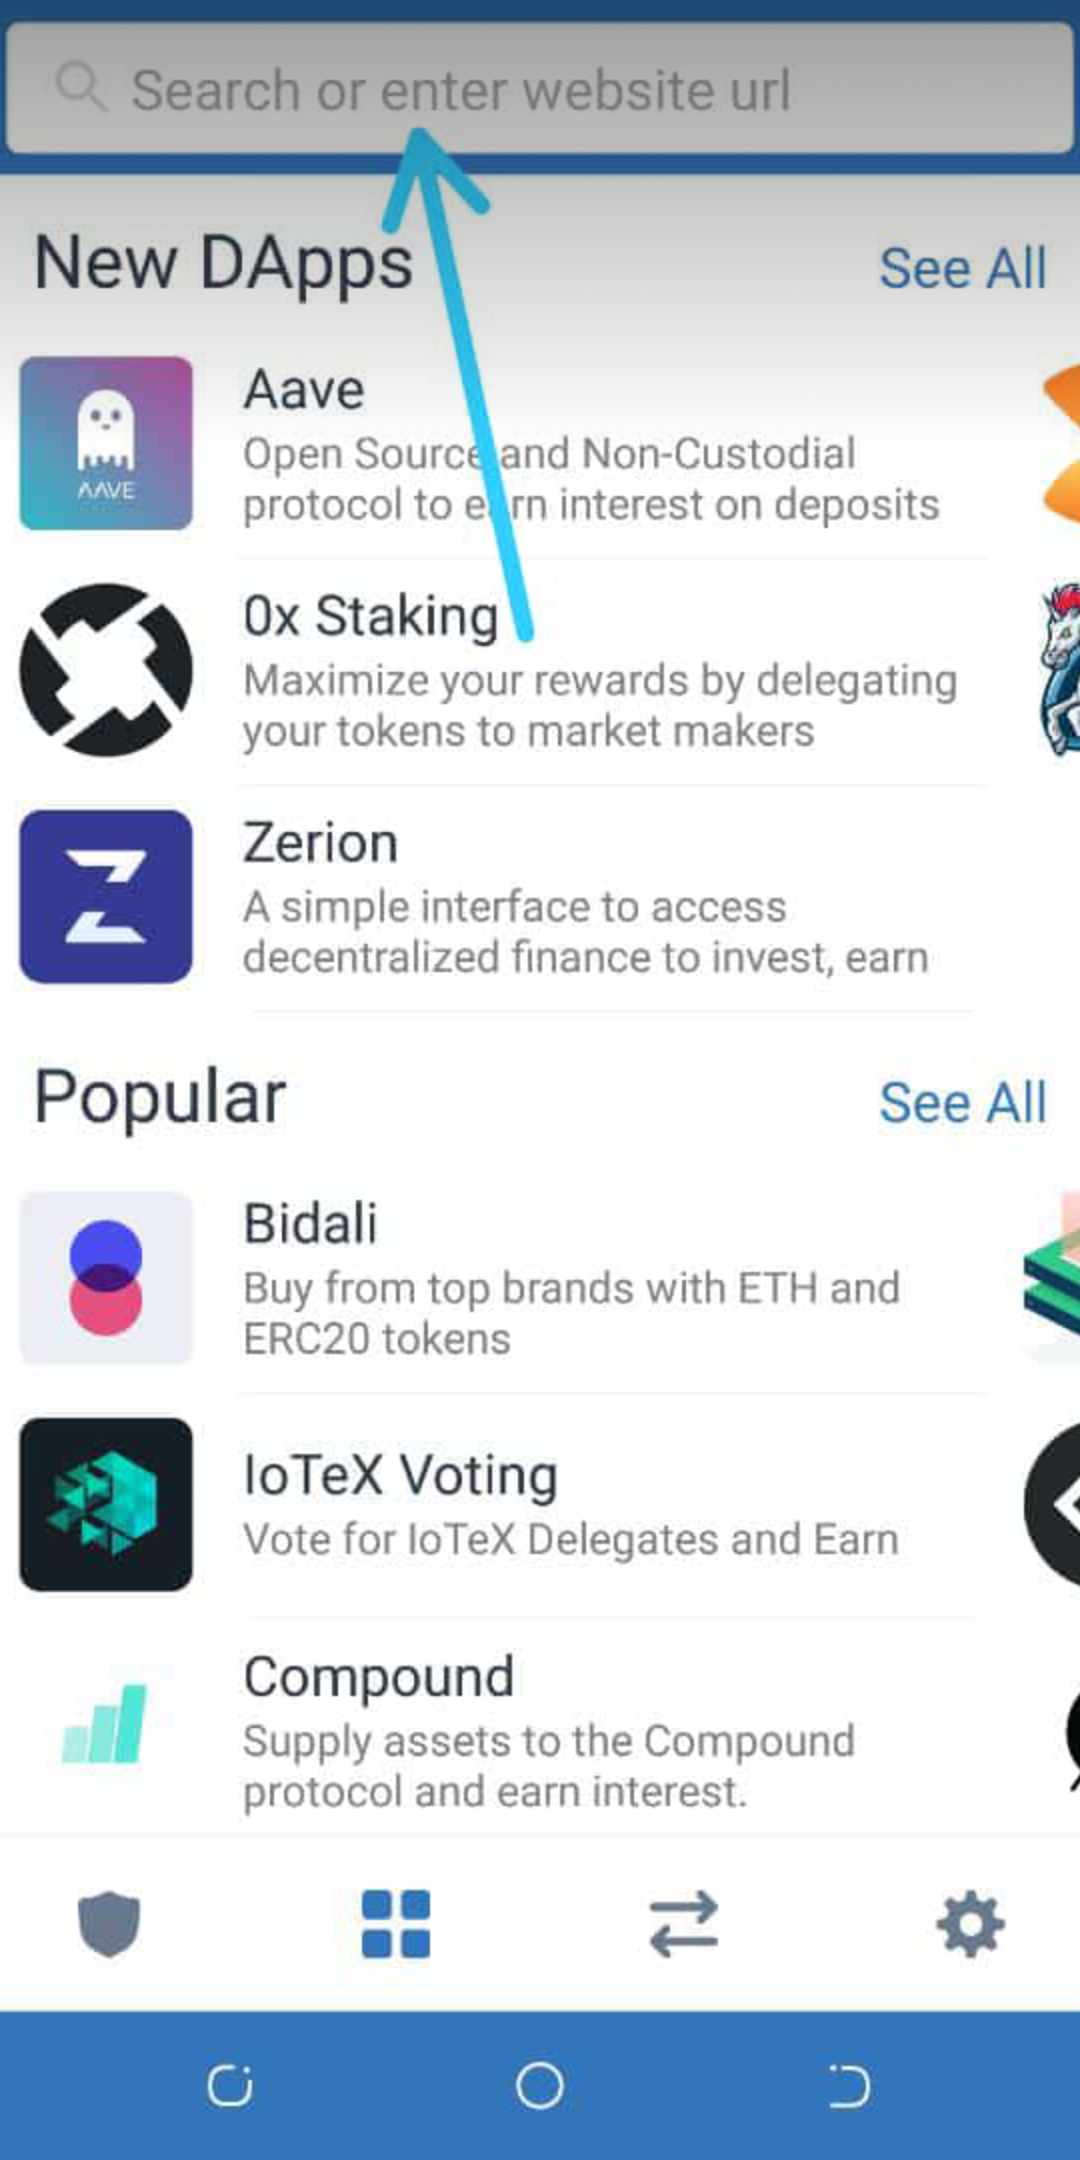 Search or enter website url
New DApps
See All
Aave
Open Source and Non-Custodial
protocol to earn interest on deposits
AAVE
0x Staking
Maximize your rewards by delegating
your tokens to market makers
Zerion
A simple interface to access
decentralized finance to invest, earn
Popular
See All
Bidali
Buy from top brands with ETH and
ERC20 tokens
IoTeX Voting
Vote for IoTeX Delegates and Earn
Compound
Supply assets to the Compound
protocol and earn interest.